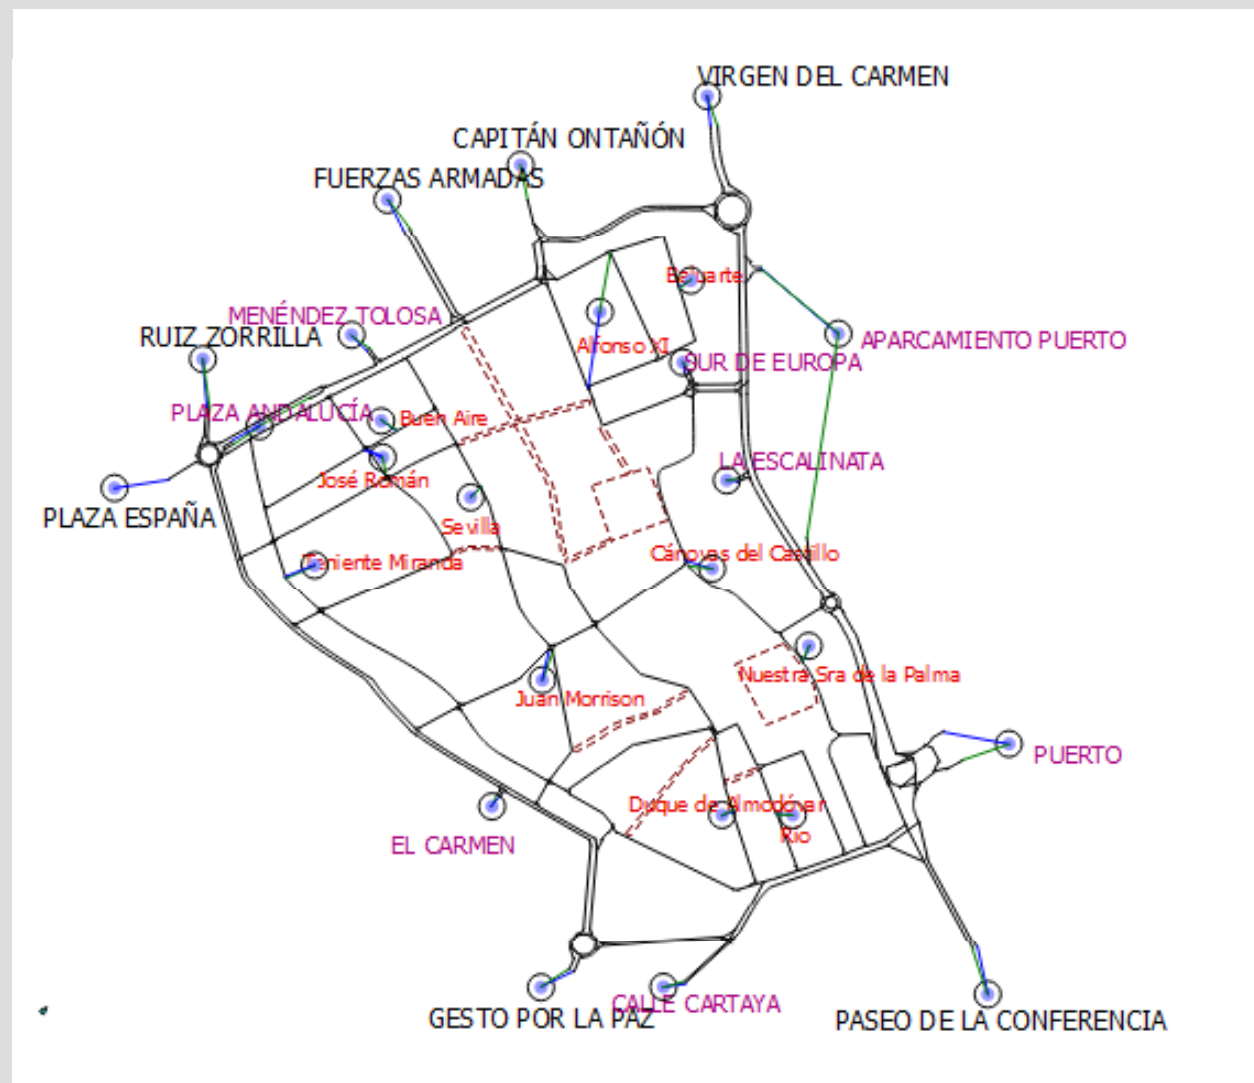 VIRGEN DEL CARMEN
CAPITÁN ONTAÑÓN
FUERZAS ARMADAS
Baluarte
MENÉNDEZ TOLOSA
RUIZ ZORRILLA
APARCAMIENTO PUERTO
Alfonso XI
SUR DE EUROPA
PLAZA ANDALUCÍA
Buen Aire
LA ESCALINATA
José Román
PLAZA ESPAÑA
Sevilla
Cánovas del Castillo
Teniente Miranda
Nuestra Sra de la Palma
Juan Morrison
PUERTO
Duque de Almodóvar
Rio
EL CARMEN
CALLE CARTAYA
GESTO POR LA PAZ
PASEO DE LA CONFERENCIA